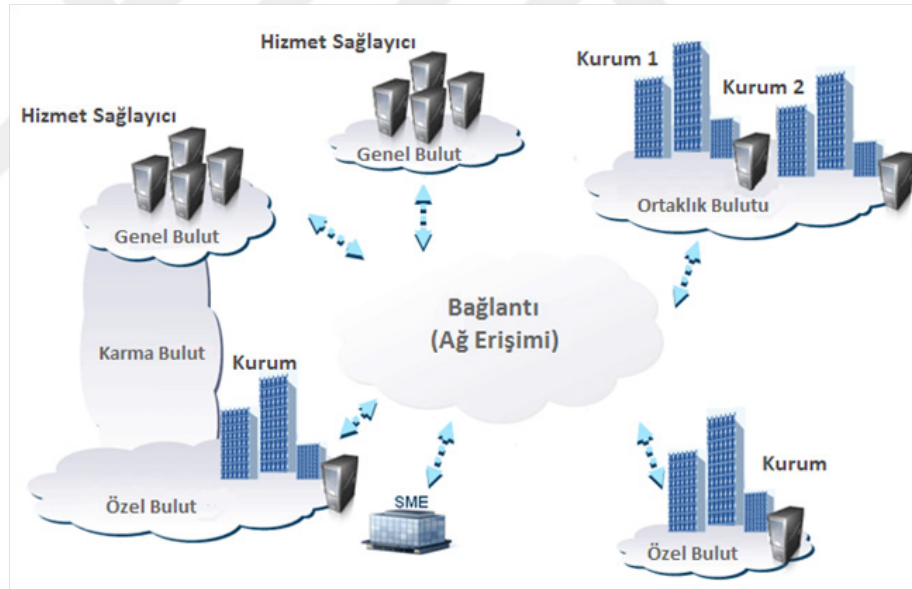 Hizmet Sağlayıcı
Genel Bulut
Kurum 1
Kurum 2
Ortaklık Bulutu
Hizmet Sağlayıcı
Genel Bulut
Bağlantı
(Ağ Erişimi)
Karma Bulut
Kurum
Özel Bulut
SME
Kurum
Özel Bulut